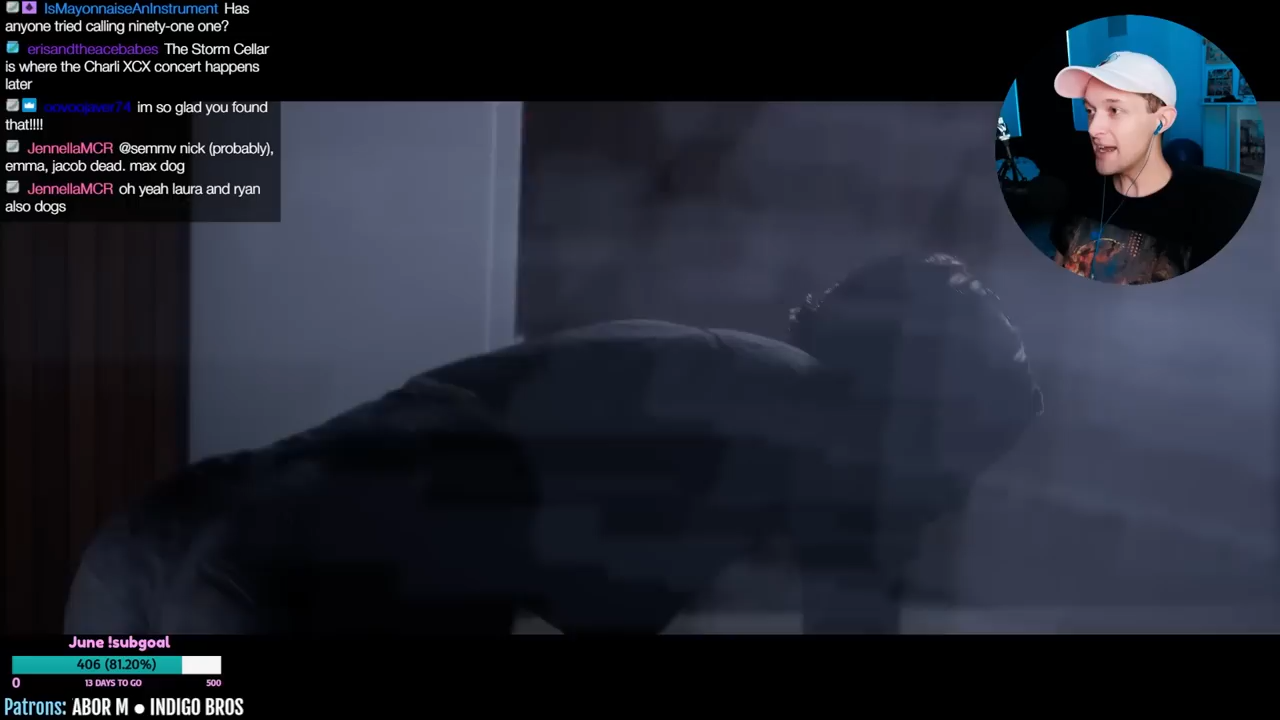 IsMayonnaiseAnInstrument Has
anyone tried calling ninety-one one?
erisandtheacebabes The Storm Cellar
is where the Charli XCX concert happens
later
oovoojaver74 im so glad you found
that!!!!
JennellaMCR @semmv nick (probably),
emma, jacob dead. max dog
JennellaMCR oh yeah laura and ryan
also dogs
June !subgoal
406 (81.20%)
0 13 DAYS TO GO 500
Patrons: ABOR M ● INDIGO BROS